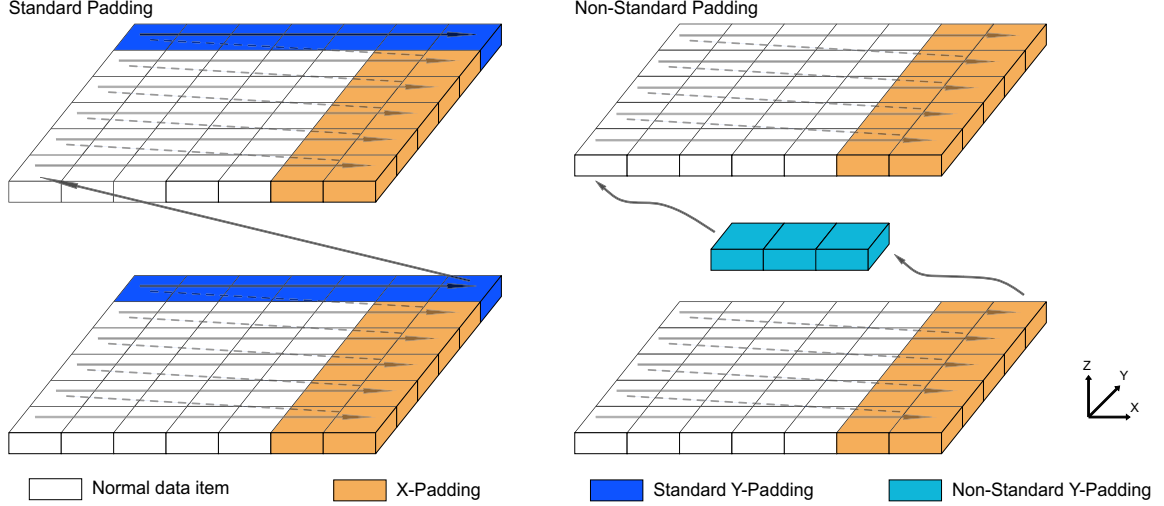 Standard Padding
Non-Standard Padding
Z
Y
X
Normal data item
X-Padding
Standard Y-Padding
Non-Standard Y-Padding